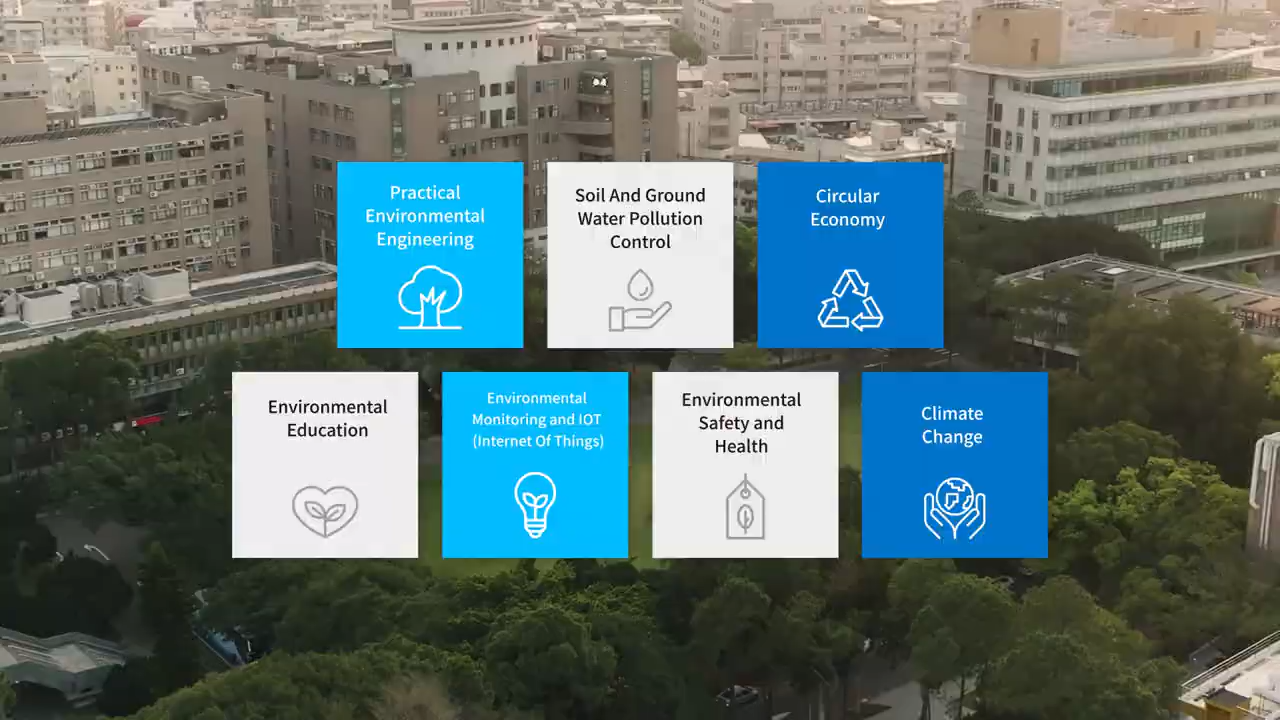 Practical
Environmental
Engineering
Soil And Ground
Water Pollution
Control
Circular
Economy
Environmental
Education
Environmental
Monitoring and IOT
(Internet Of Things)
Environmental
Safety and
Health
Climate
Change